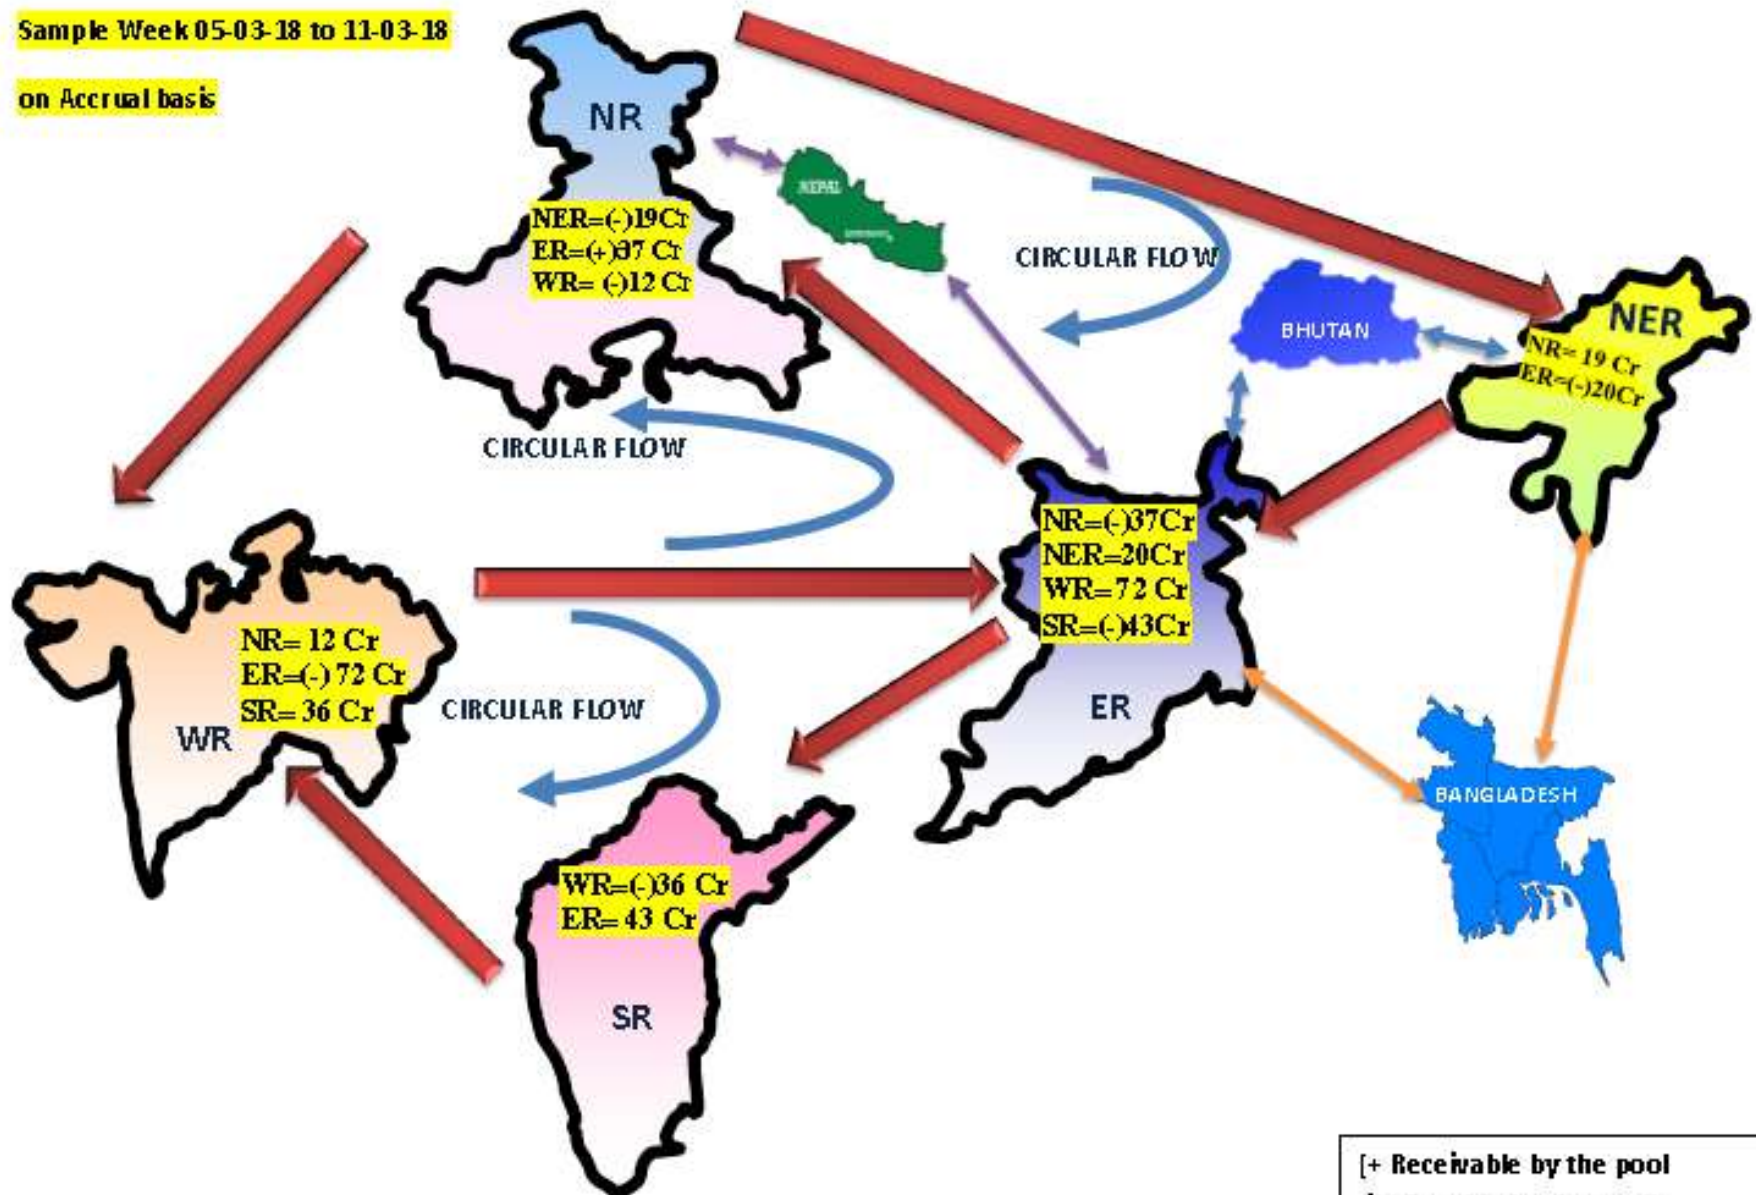 Sample Week 05-03-18 to 11-03-18
on Accrual basis
NR
NER=(-)19Cr
ER=(+)37 Cr
WR= (-)12 Cr
NEPAL
CIRCULAR FLOW
BHUTAN
NER
NR= 19 Cr
ER=(-)20Cr
CIRCULAR FLOW
NR=(-)37Cr
NER=20Cr
WR= 72 Cr
SR=(-)43Cr
ER
NR= 12 Cr
ER=(-) 72 Cr
SR= 36 Cr
WR
CIRCULAR FLOW
BANGLADESH
WR=(-)36 Cr
ER= 43 Cr
SR
[+ Receivable by the pool